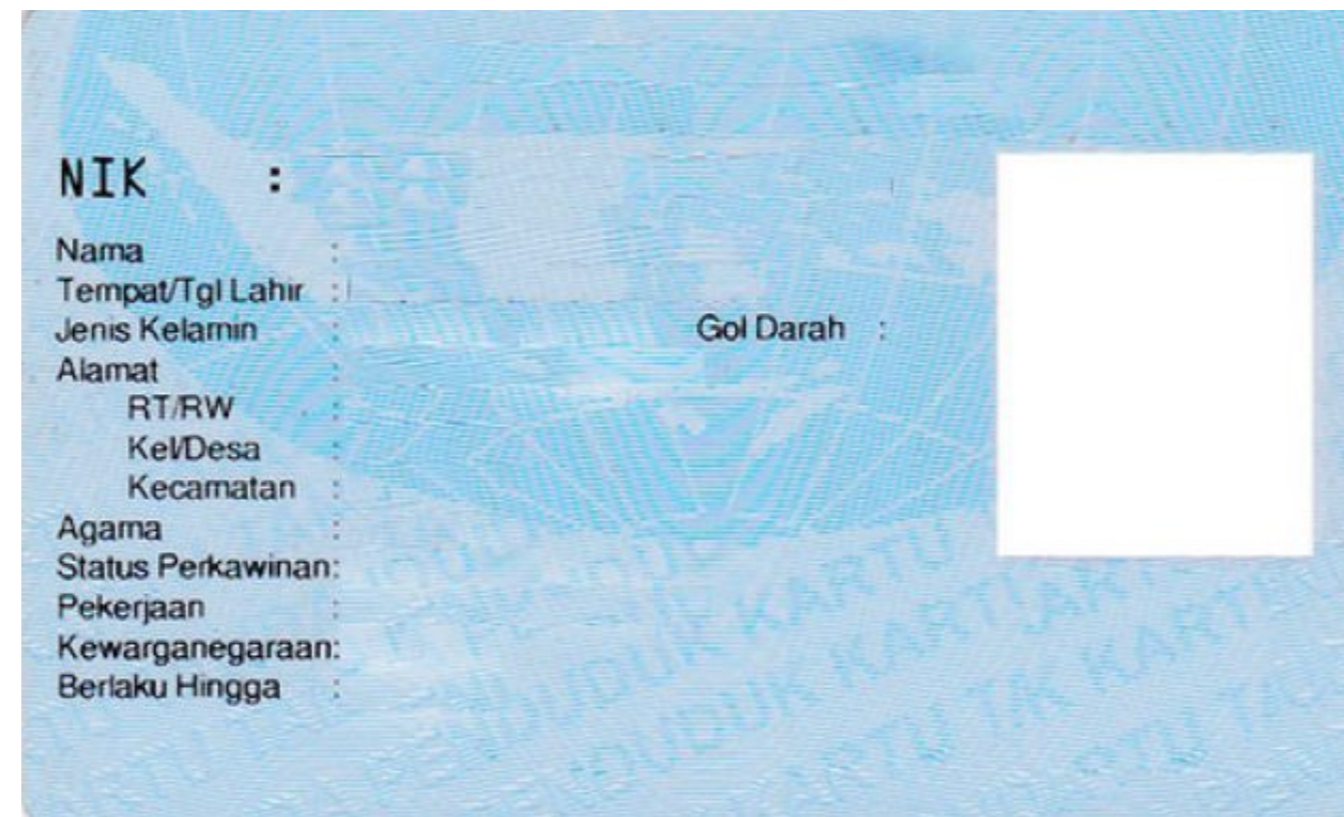 NIK :
Nama :
Tempat/Tgl Lahir :
Jenis Kelamin : Gol Darah :
Alamat :
RT/RW :
Kel/Desa :
Kecamatan :
Agama :
Status Perkawinan:
Pekerjaan :
Kewarganegaraan:
Berlaku Hingga :